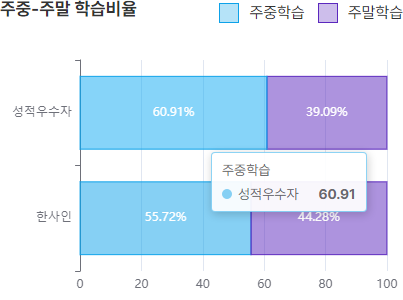 주중-주말 학습비율
주중학습 주말학습
성적우수자 60.91% 39.09%
주중학습
성적우수자 60.91
한사인 55.72% 44.28%
0 20 40 60 80 100